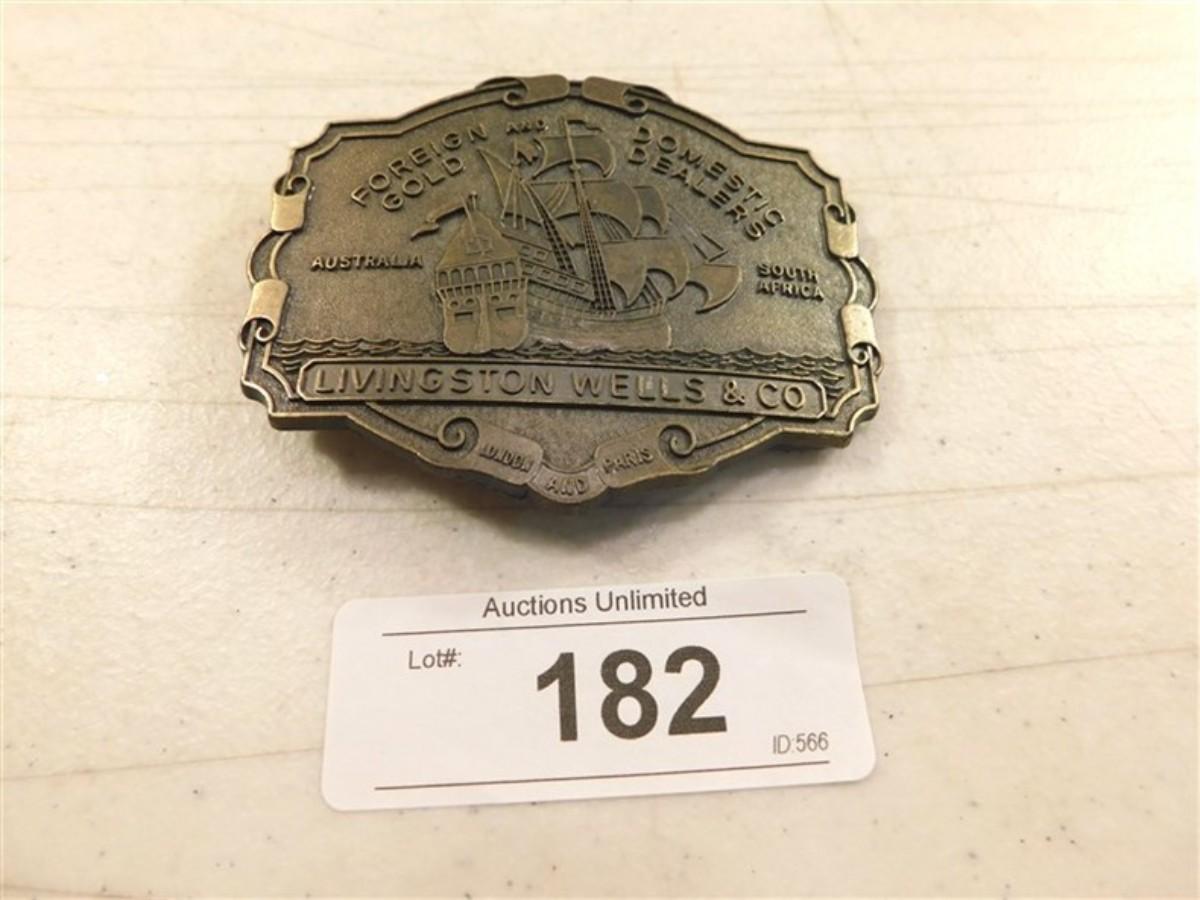 FOREIGN AND DOMESTIC
GOLD DEALERS
AUSTRALIA
SOUTH
AFRICA
LIVINGSTON WELLS & CO
LONDON AND PARIS
Auctions Unlimited
Lot#:
182
ID:566